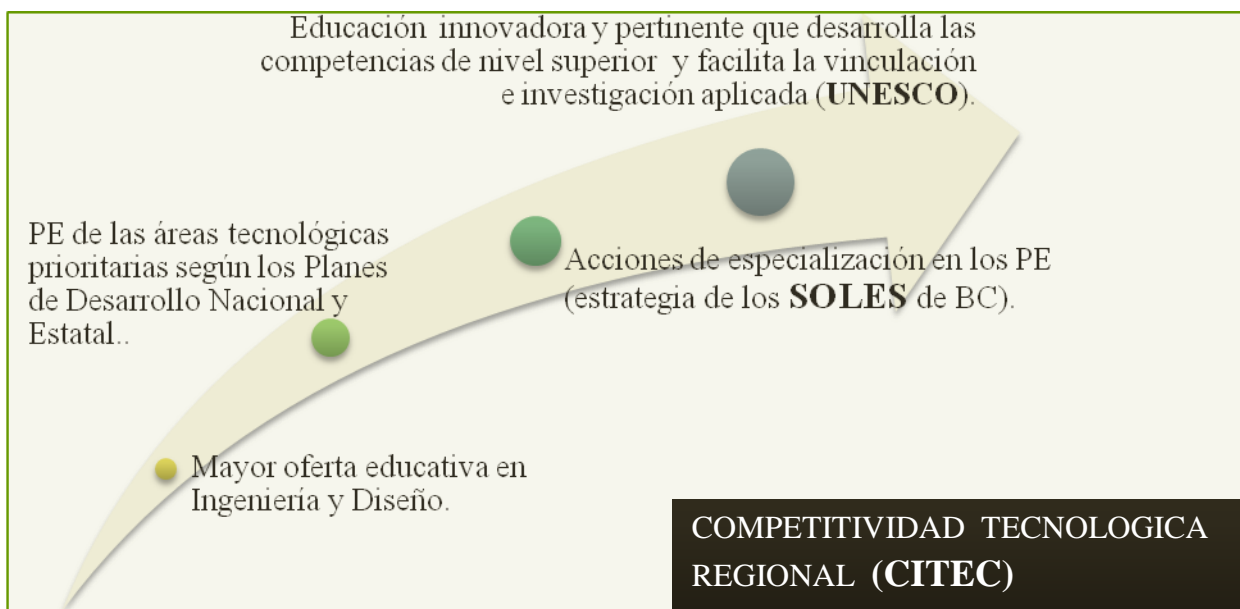 Educación innovadora y pertinente que desarrolla las
competencias de nivel superior y facilita la vinculación
e investigación aplicada (UNESCO).
PE de las áreas tecnológicas
prioritarias según los Planes
de Desarrollo Nacional y
Estatal..
Acciones de especialización en los PE
(estrategia de los SOLES de BC).
Mayor oferta educativa en
Ingeniería y Diseño.
COMPETITIVIDAD TECNOLOGICA
REGIONAL (CITEC)